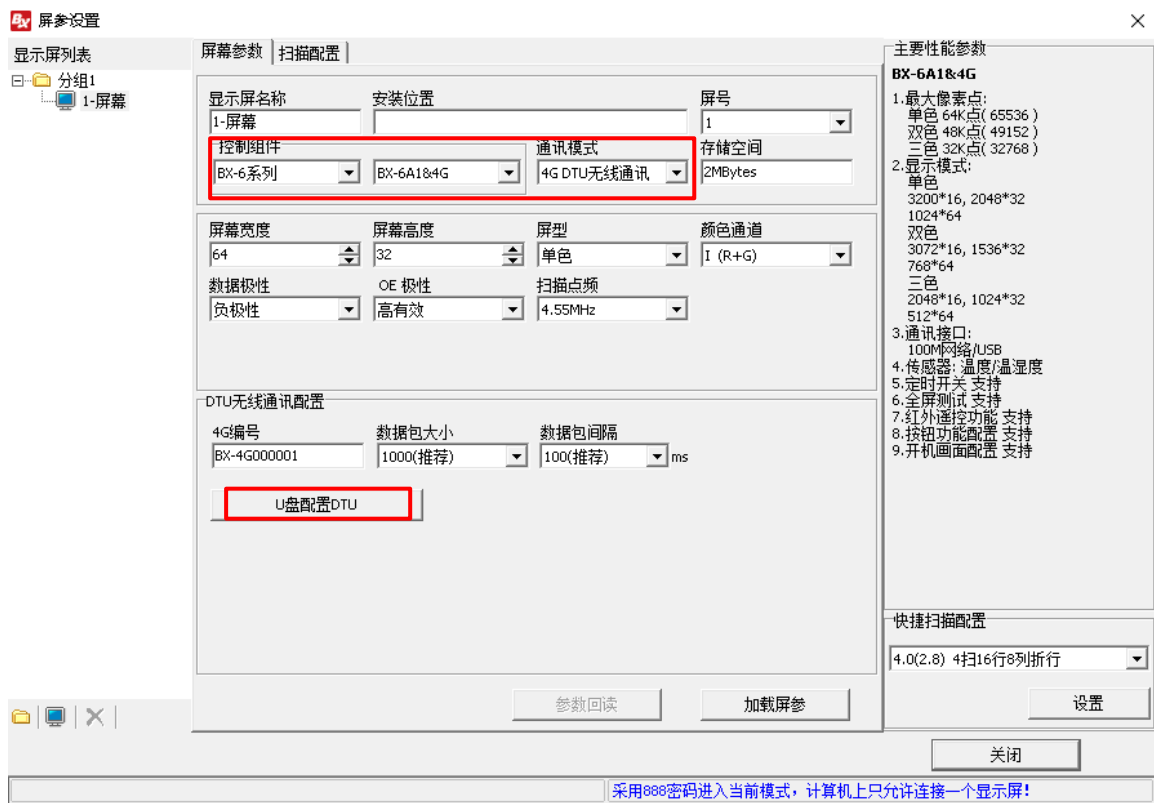 BX 屏参设置
显示屏列表
分组1
1-屏幕
屏幕参数 扫描配置
显示屏名称 安装位置 屏号
1-屏幕 1
控制组件 通讯模式 存储空间
BX-6系列 BX-6A1&4G 4G DTU无线通讯 2MBytes
屏幕宽度 屏幕高度 屏型 颜色通道
64 32 单色 I (R+G)
数据极性 OE 极性 扫描点频
负极性 高有效 4.55MHz
DTU无线通讯配置
4G编号 数据包大小 数据包间隔
BX-4G000001 1000(推荐) 100(推荐) ms
U盘配置DTU
参数回读 加载屏参
主要性能参数
BX-6A1&4G
1.最大像素点:
单色 64K点( 65536 )
双色 48K点( 49152 )
三色 32K点( 32768 )
2.显示模式:
单色
3200*16, 2048*32
1024*64
双色
3072*16, 1536*32
768*64
三色
2048*16, 1024*32
512*64
3.通讯接口:
100M网络/USB
4.传感器: 温度/温湿度
5.定时开关 支持
6.全屏测试 支持
7.红外遥控功能 支持
8.按钮功能配置 支持
9.开机画面配置 支持
快捷扫描配置
4.0(2.8) 4扫16行8列折行
设置
关闭
采用888密码进入当前模式，计算机上只允许连接一个显示屏!